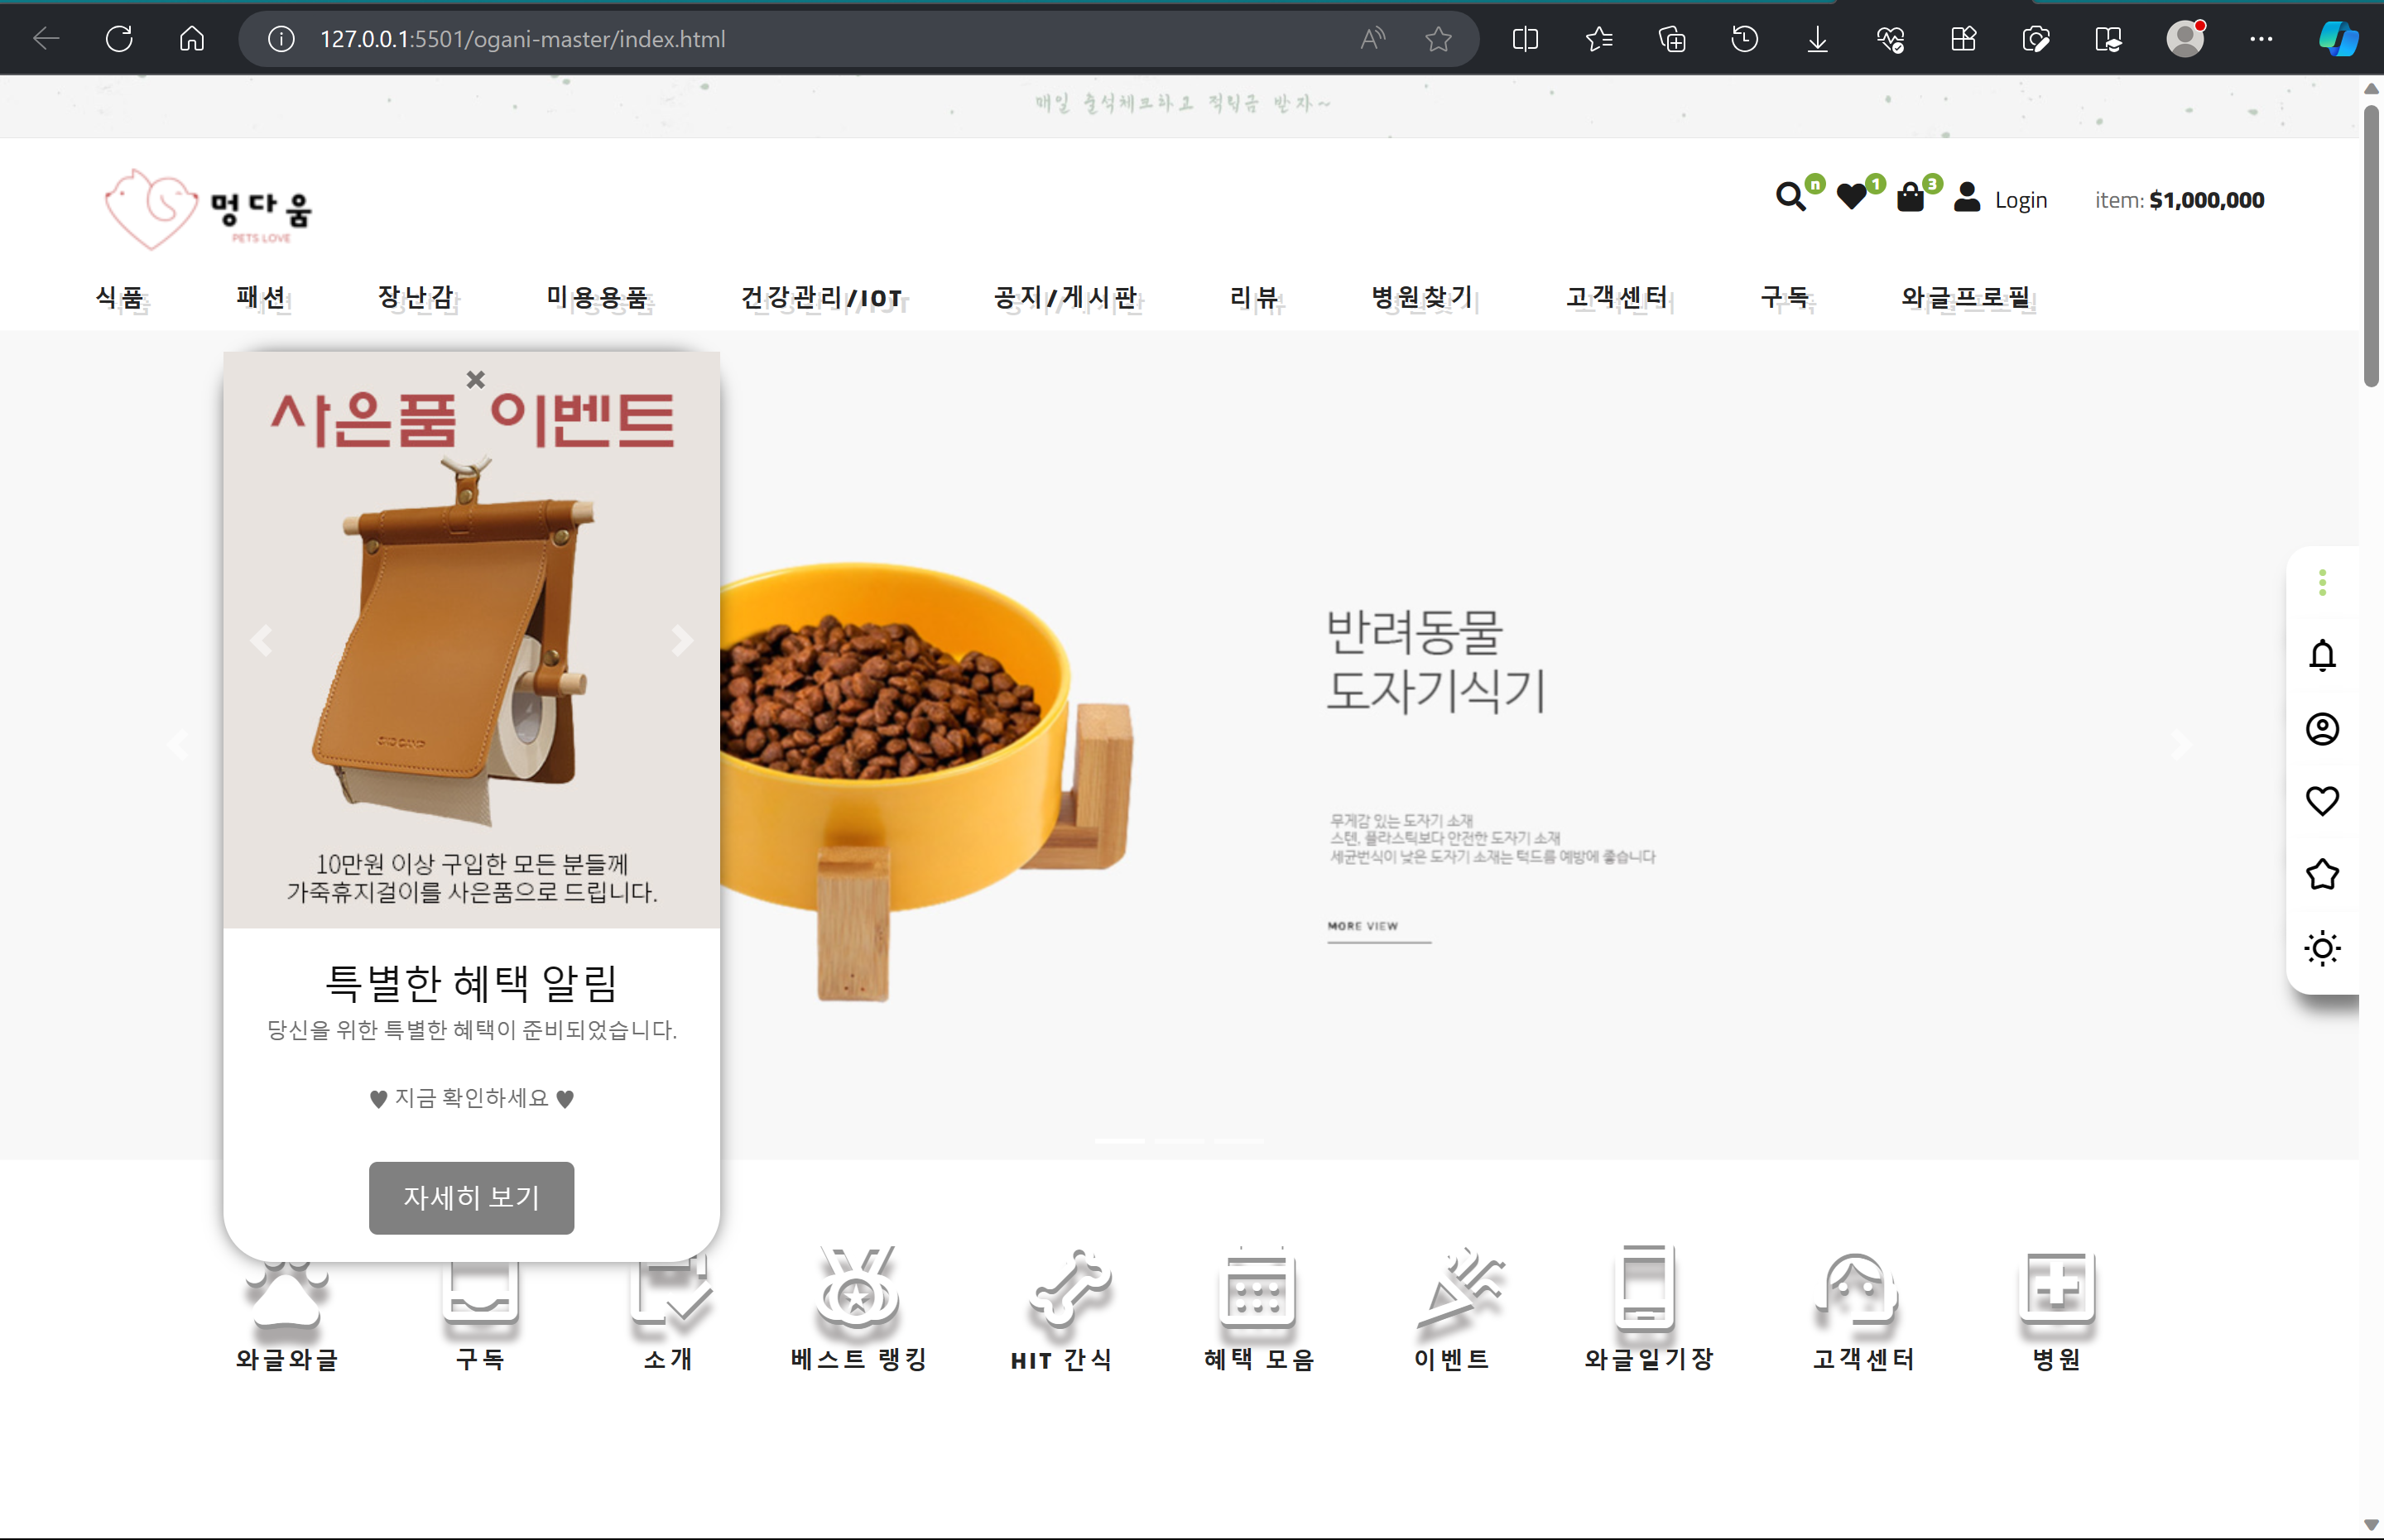 127.0.0.1:5501/ogani-master/index.html
매일 출석체크하고 적립금 받자~
멍다움
PETS LOVE
n
1
3
Login
item: $1,000,000
식품 패션 장난감 미용용품 건강관리/IOT 공지/게시판 리뷰 병원찾기 고객센터 구독 와글프로필
사은품 이벤트
10만원 이상 구입한 모든 분들께
가죽휴지걸이를 사은품으로 드립니다.
특별한 혜택 알림
당신을 위한 특별한 혜택이 준비되었습니다.
♥ 지금 확인하세요 ♥
자세히 보기
반려동물
도자기식기
무게감 있는 도자기 소재
스텐, 플라스틱보다 안전한 도자기 소재
세균번식이 낮은 도자기 소재는 턱드름 예방에 좋습니다
MORE VIEW
와글와글 구독 소개 베스트 랭킹 HIT 간식 혜택 모음 이벤트 와글일기장 고객센터 병원